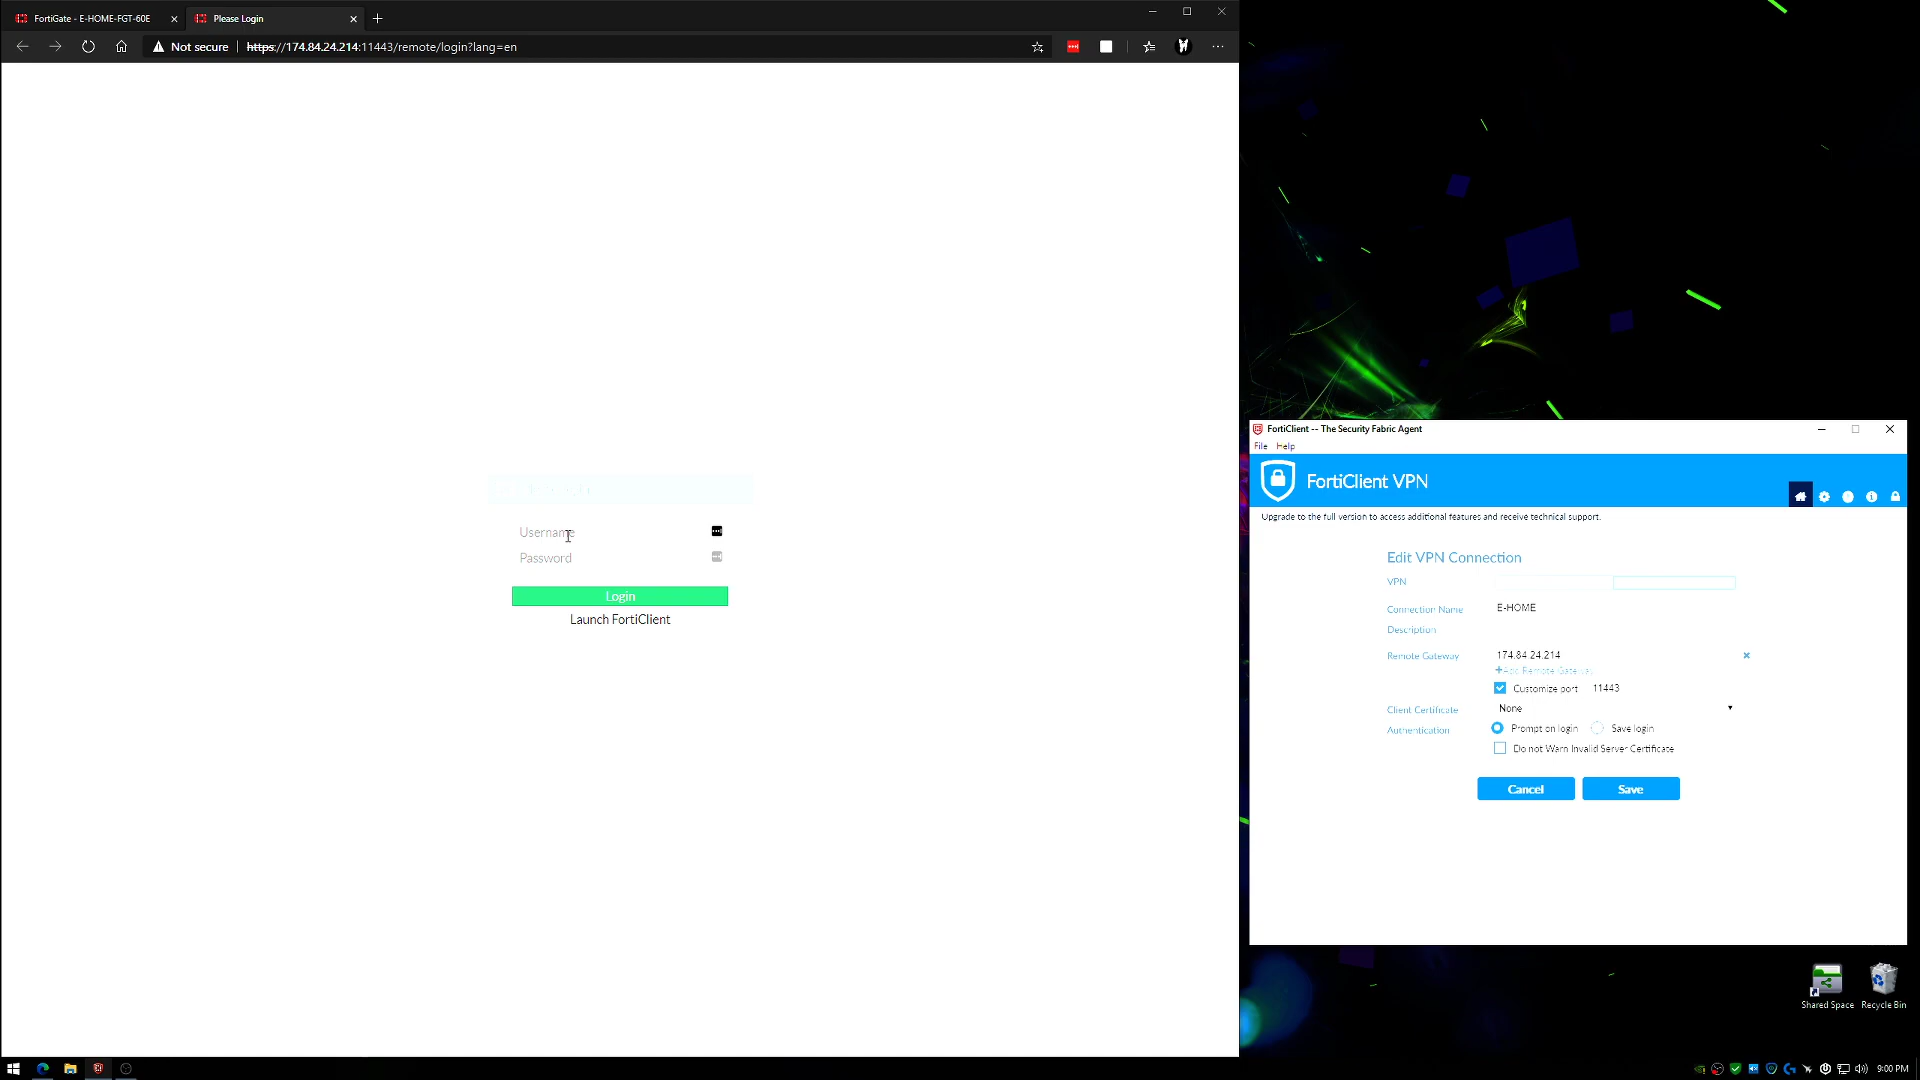 FortiGate - E-HOME-FGT-60E
Please Login
Not secure
https://174.84.24.214:11443/remote/login?lang=en
Username
Password
Login
Launch FortiClient
FortiClient -- The Security Fabric Agent
File Help
FortiClient VPN
Upgrade to the full version to access additional features and receive technical support.
Edit VPN Connection
VPN
Connection Name E-HOME
Description
Remote Gateway 174.84.24.214
+Add Remote Gateway
Customize port 11443
Client Certificate None
Authentication Prompt on login Save login
Do not Warn Invalid Server Certificate
Cancel Save
Shared Space Recycle Bin
9:00 PM